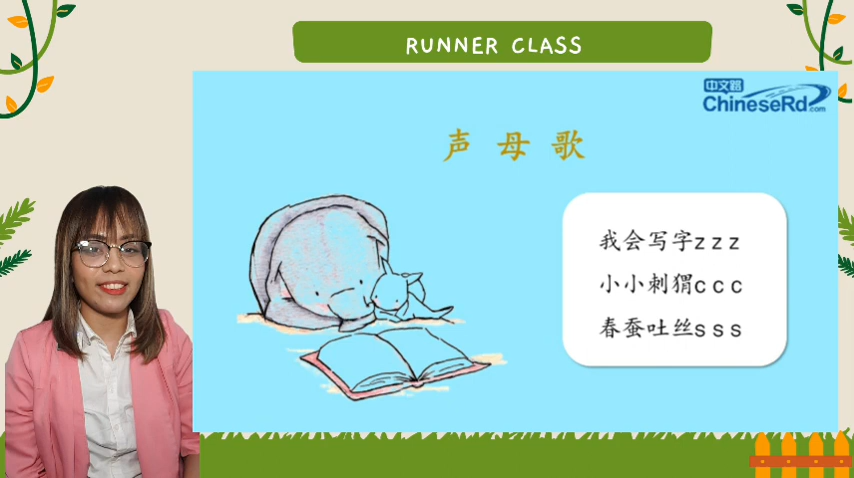 RUNNER CLASS
中文路
ChineseRd.com
声 母 歌
我会写字z z z
小小刺猬c c c
春蚕吐丝s s s